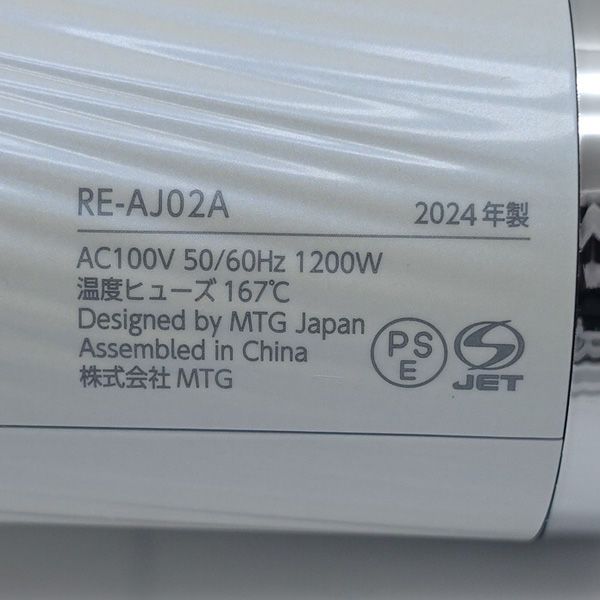 RE-AJ02A 2024年製
AC100V 50/60Hz 1200W
温度ヒューズ 167℃
Designed by MTG Japan
Assembled in China
株式会社 MTG
PS
E
JET